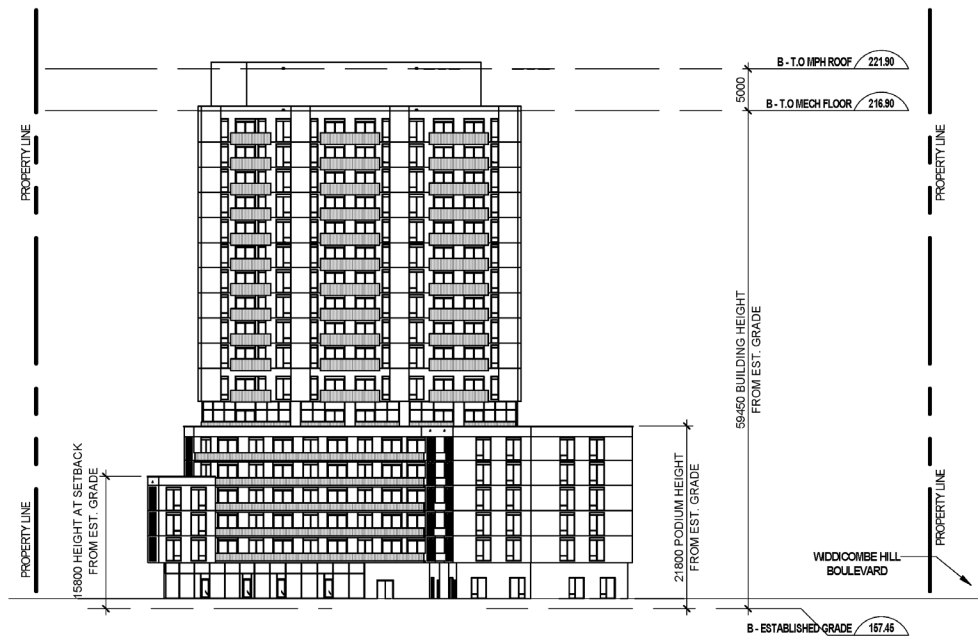 B - T.O MPH ROOF 221.90
5000
B - T.O MECH FLOOR 216.90
PROPERTY LINE
PROPERTY LINE
59450 BUILDING HEIGHT
FROM EST. GRADE
15800 HEIGHT AT SETBACK
FROM EST. GRADE
21800 PODIUM HEIGHT
FROM EST. GRADE
PROPERTY LINE
PROPERTY LINE
WIDDICOMBE HILL
BOULEVARD
B - ESTABLISHED GRADE 157.45